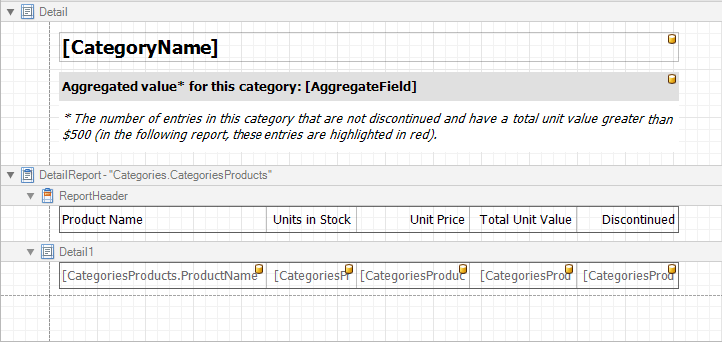 Detail
[CategoryName]
Aggregated value* for this category: [AggregateField]
* The number of entries in this category that are not discontinued and have a total unit value greater than
$500 (in the following report, these entries are highlighted in red).
DetailReport - "Categories.CategoriesProducts"
ReportHeader
Product Name Units in Stock Unit Price Total Unit Value Discontinued
Detail1
[CategoriesProducts.ProductName [CategoriesPr [CategoriesProduc [CategoriesProd [CategoriesProd